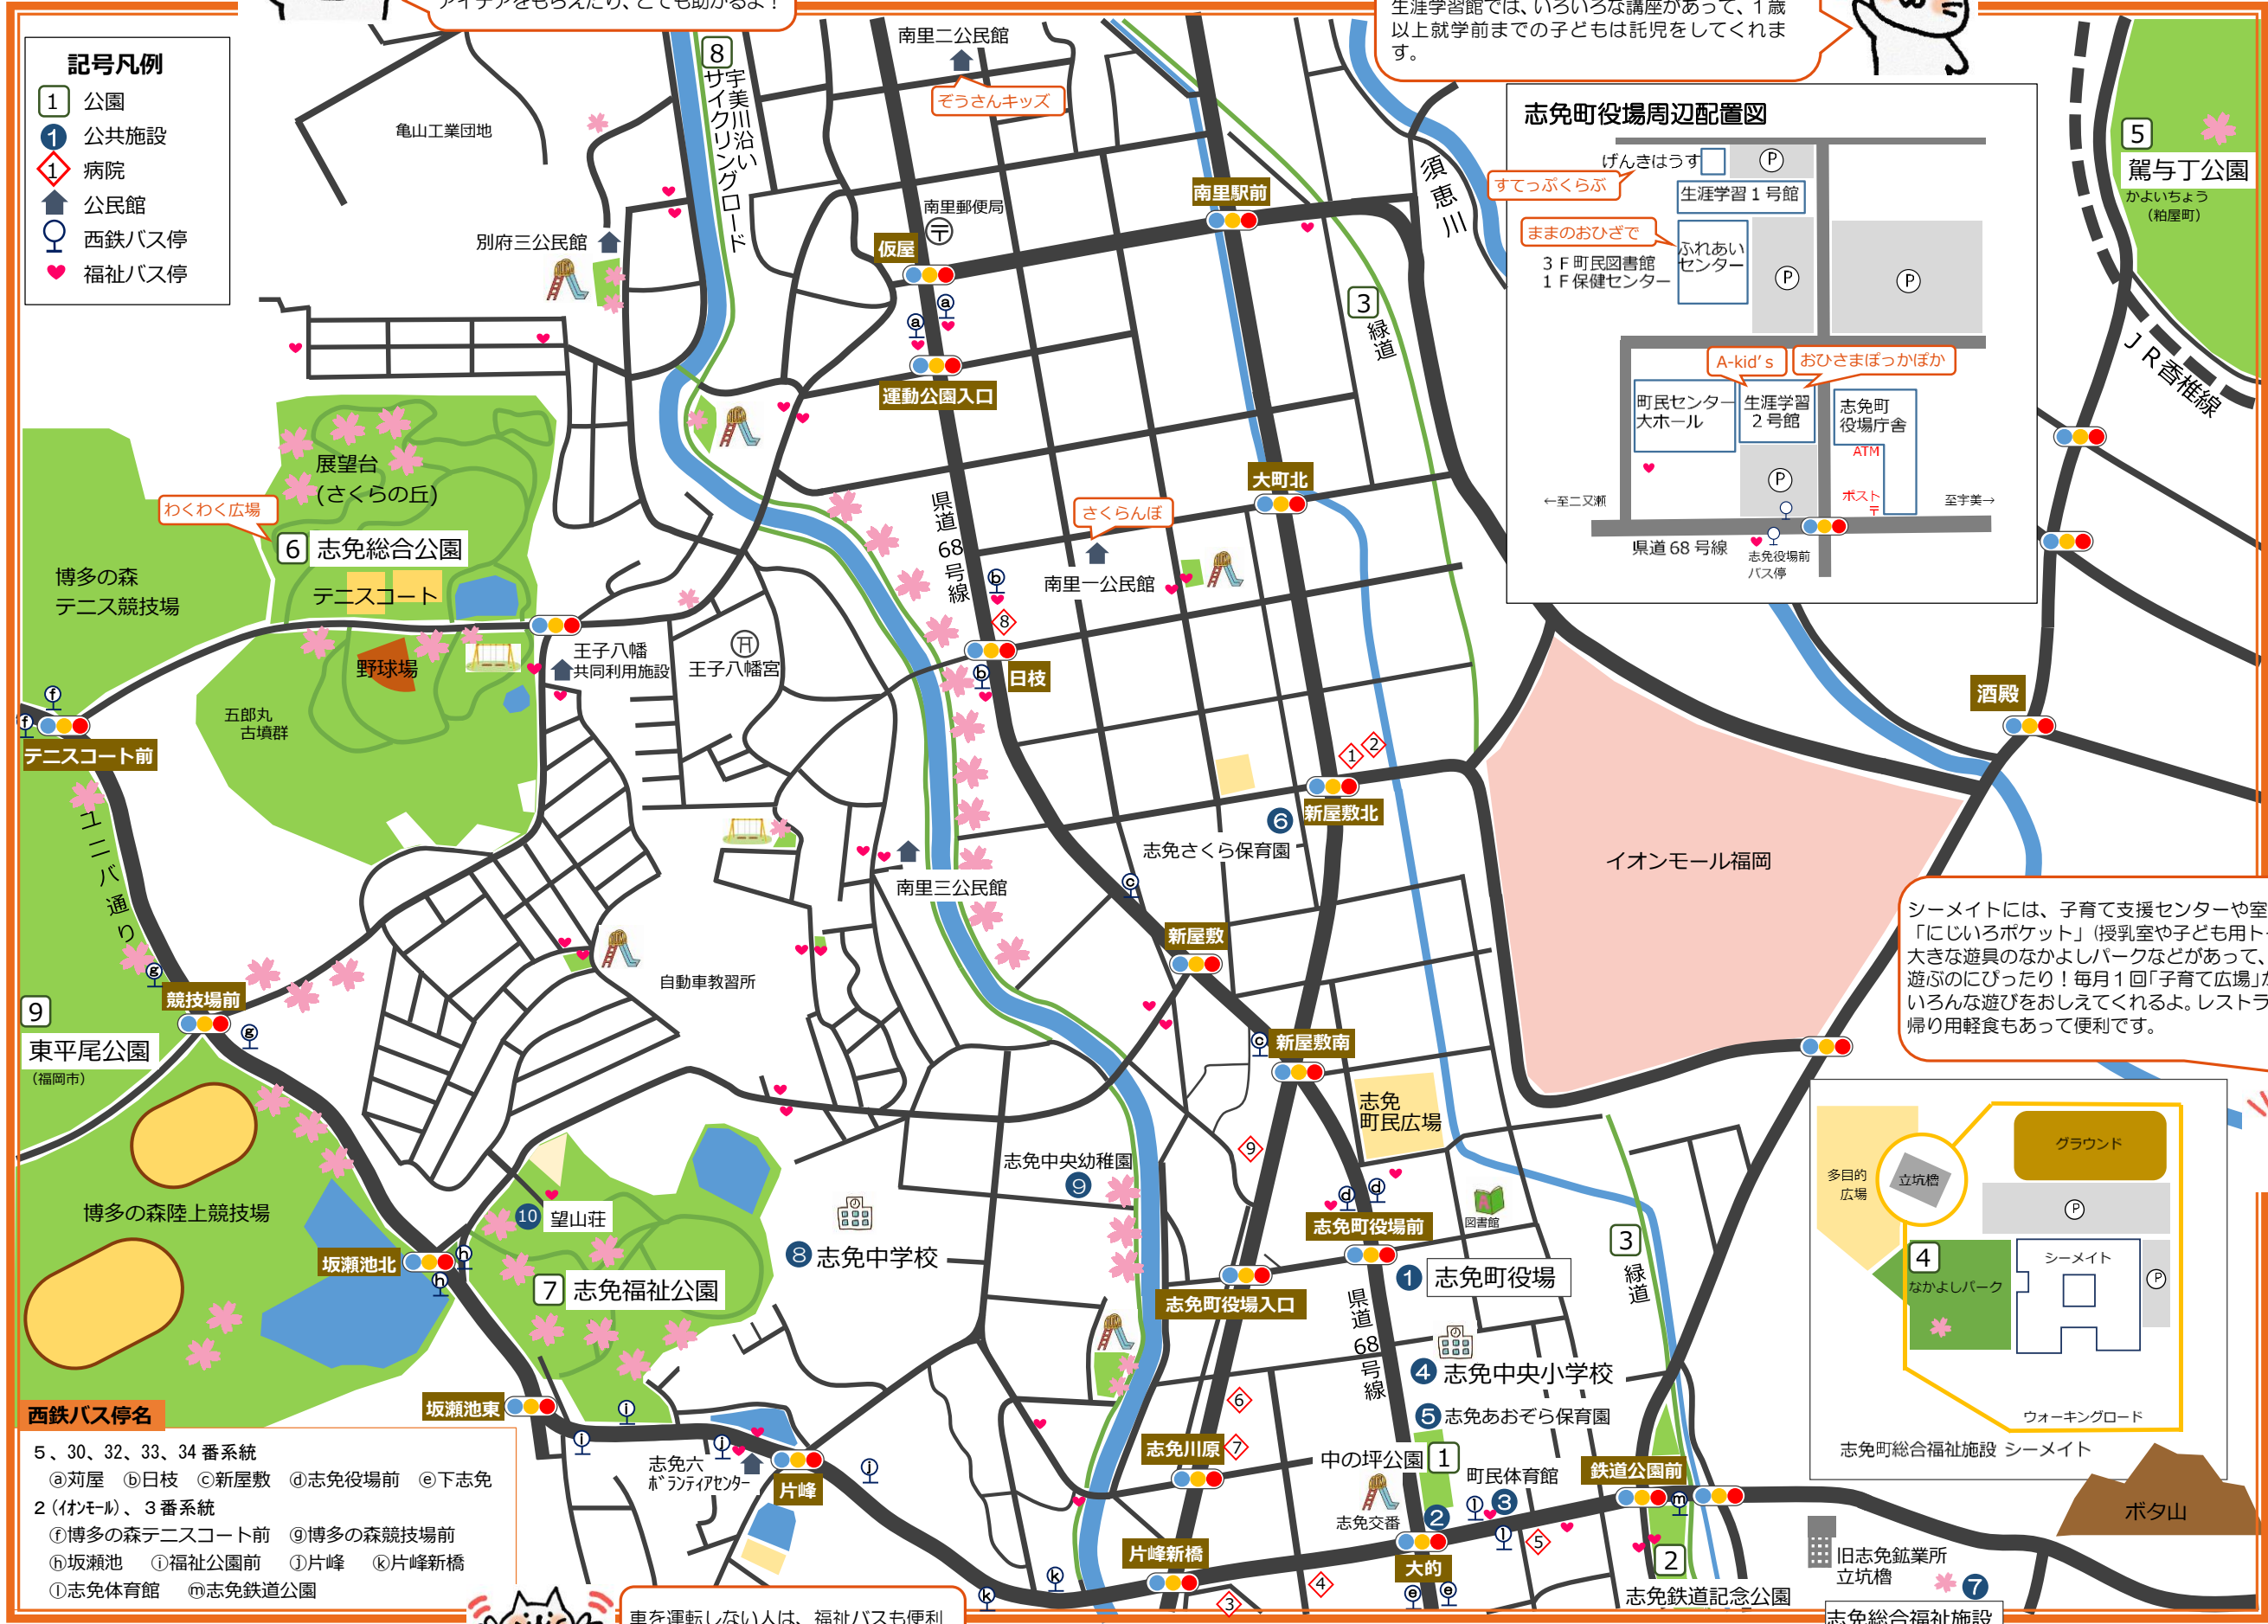 アイデアをもらえたり、とても助かるよ！
生涯学習館では、いろいろな講座があって、１歳
以上就学前までの子どもは託児をしてくれま
す。
記号凡例
1 公園
1 公共施設
1 病院
公民館
西鉄バス停
福祉バス停
8
宇美川沿い
サイクリングロード
亀山工業団地
南里二公民館
ぞうさんキッズ
別府三公民館
南里郵便局
〒
仮屋
南里駅前
須恵川
3
緑道
ⓐ
ⓐ
運動公園入口
志免町役場周辺配置図
げんきはうす
P
すてっぷくらぶ
生涯学習１号館
ままのおひざで
ふれあい
センター
３Ｆ町民図書館
１Ｆ保健センター
P
P
A-kid's
おひさまぽっかぽか
町民センター
大ホール
生涯学習
２号館
志免町
役場庁舎
ATM
P
ポスト
〒
←至二又瀬
至宇美→
県道 68 号線
志免役場前
バス停
5
駕与丁公園
かよいちょう
（粕屋町）
ＪＲ香椎線
展望台
(さくらの丘)
わくわく広場
6 志免総合公園
博多の森
テニス競技場
テニスコート
野球場
五郎丸
古墳群
王子八幡
共同利用施設
王子八幡宮
県道68号線
大町北
さくらんぼ
南里一公民館
ⓑ
8
ⓑ
日枝
ⓕ
ⓕ
テニスコート前
ユニバ通り
酒殿
1 2
新屋敷北
6
志免さくら保育園
イオンモール福岡
南里三公民館
ⓒ
新屋敷
自動車教習所
ⓖ
競技場前
ⓖ
9
東平尾公園
（福岡市）
ⓒ
新屋敷南
志免
町民広場
シーメイトには、子育て支援センターや室
「にじいろポケット」（授乳室や子ども用ト
大きな遊具のなかよしパークなどがあって、
遊ぶのにぴったり！毎月１回「子育て広場」
いろんな遊びをおしえてくれるよ。レストラ
帰り用軽食もあって便利です。
グラウンド
多目的
広場
立坑櫓
P
4
なかよしパーク
シーメイト
P
ウォーキングロード
志免町総合福祉施設 シーメイト
博多の森陸上競技場
坂瀬池北
ⓗ
ⓗ
10 望山荘
7 志免福祉公園
8 志免中学校
志免中央幼稚園
9
9
ⓓ
ⓓ
志免町役場前
図書館
1 志免町役場
志免町役場入口
3
緑道
県道68号線
4 志免中央小学校
5 志免あおぞら保育園
6
7
志免川原
中の坪公園 1
町民体育館
3
志免交番
2
ⓛ
ⓛ
大的
5
鉄道公園前
ⓜ
2
志免鉄道記念公園
坂瀬池東
ⓘ
ⓘ
志免六
ﾎﾞﾗﾝﾃｨｱｾﾝﾀｰ
ⓙ
片峰
ⓙ
ⓚ
ⓚ
片峰新橋
3
4
ⓔ
ⓔ
ボタ山
旧志免鉱業所
立坑櫓
7
志免総合福祉施設
西鉄バス停名
５、30、32、33、34 番系統
ⓐ苅屋 ⓑ日枝 ⓒ新屋敷 ⓓ志免役場前 ⓔ下志免
２（ｲｵﾝﾓｰﾙ）、３番系統
ⓕ博多の森テニスコート前 ⓖ博多の森競技場前
ⓗ坂瀬池 ⓘ福祉公園前 ⓙ片峰 ⓚ片峰新橋
ⓛ志免体育館 ⓜ志免鉄道公園
車を運転しない人は、福祉バスも便利